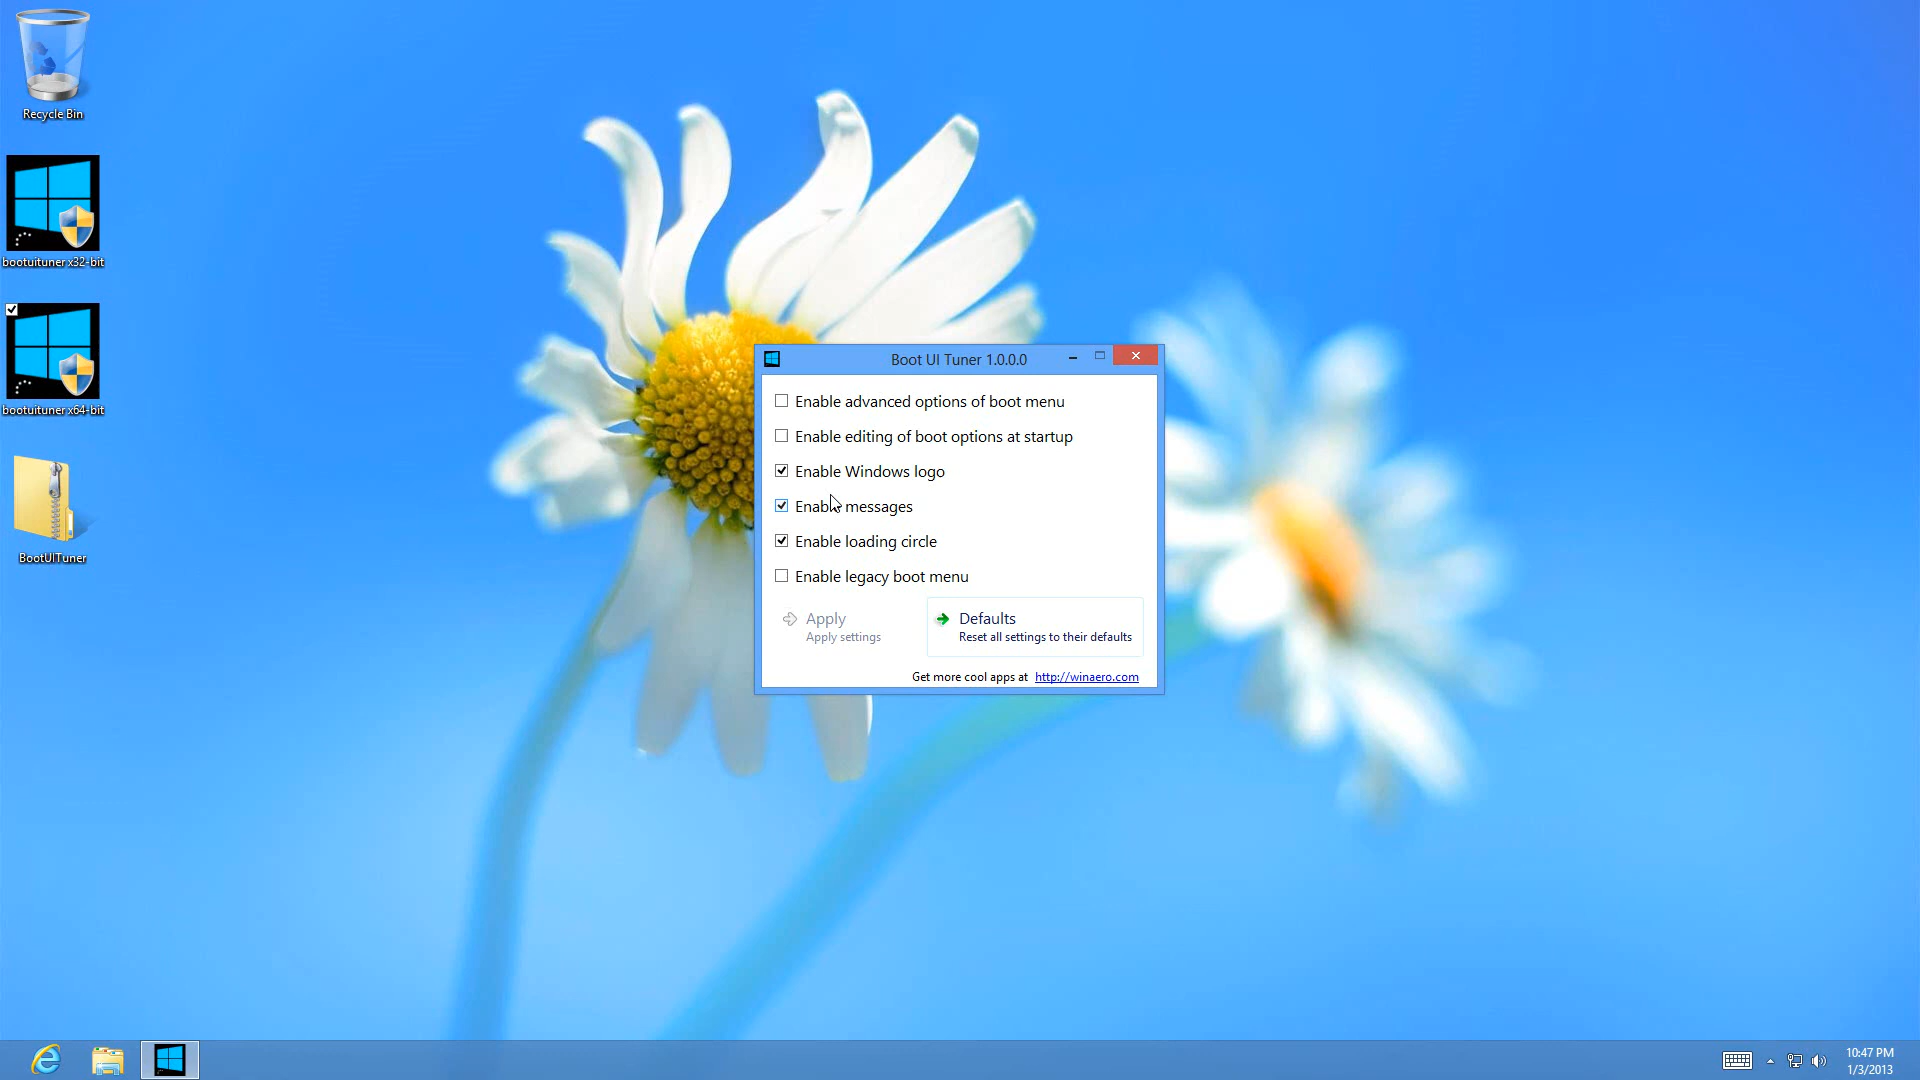 Recycle Bin
bootuituner x32-bit
bootuituner x64-bit
BootUITuner
Boot UI Tuner 1.0.0.0
Enable advanced options of boot menu
Enable editing of boot options at startup
Enable Windows logo
Enable messages
Enable loading circle
Enable legacy boot menu
Apply
Apply settings
Defaults
Reset all settings to their defaults
Get more cool apps at http://winaero.com
10:47 PM
1/3/2013